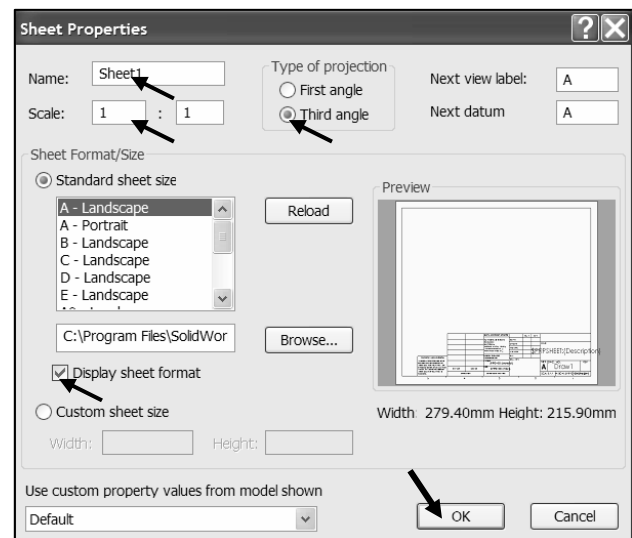 Sheet Properties
Name: Sheet1
Scale: 1 : 1
Type of projection
First angle
Third angle
Next view label: A
Next datum A
Sheet Format/Size
Standard sheet size
A - Landscape
A - Portrait
B - Landscape
C - Landscape
D - Landscape
E - Landscape
Reload
C:\Program Files\SolidWor
Browse...
Display sheet format
Custom sheet size
Width:
Height:
Preview
A Draw1
Width: 279.40mm Height: 215.90mm
Use custom property values from model shown
Default
OK
Cancel